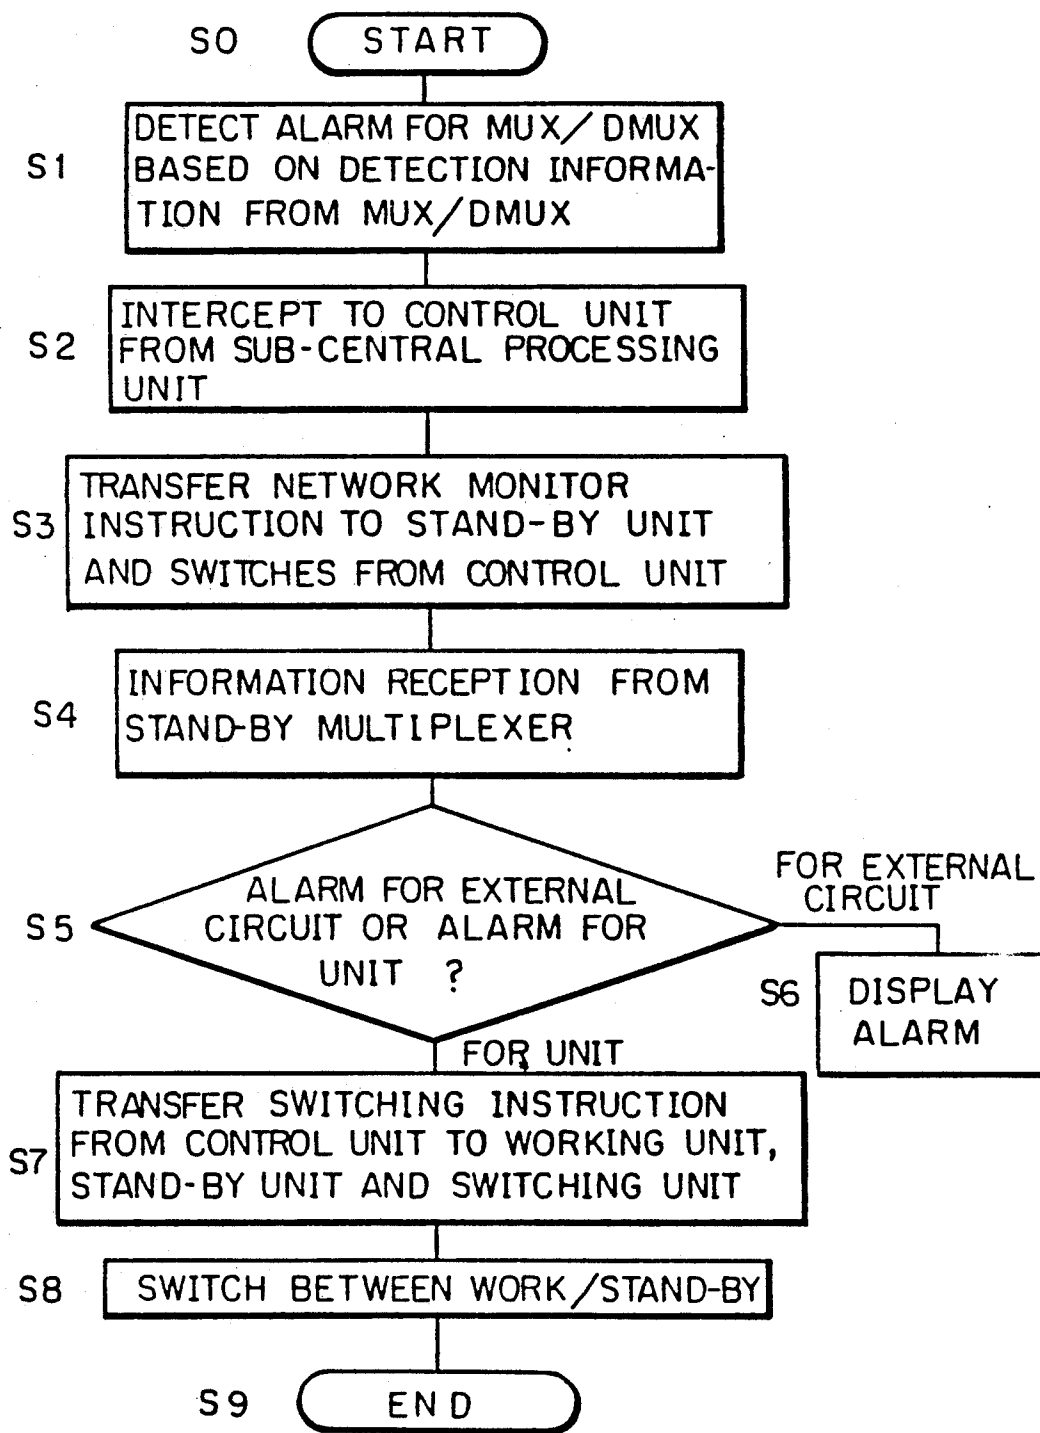 S0 START
S1
DETECT ALARM FOR MUX/DMUX
BASED ON DETECTION INFORMA-
TION FROM MUX/DMUX
S2
INTERCEPT TO CONTROL UNIT
FROM SUB-CENTRAL PROCESSING
UNIT
S3
TRANSFER NETWORK MONITOR
INSTRUCTION TO STAND-BY UNIT
AND SWITCHES FROM CONTROL UNIT
S4
INFORMATION RECEPTION FROM
STAND-BY MULTIPLEXER
S5
ALARM FOR EXTERNAL
CIRCUIT OR ALARM FOR
UNIT ?
FOR EXTERNAL
CIRCUIT
S6
DISPLAY
ALARM
FOR UNIT
S7
TRANSFER SWITCHING INSTRUCTION
FROM CONTROL UNIT TO WORKING UNIT,
STAND-BY UNIT AND SWITCHING UNIT
S8 SWITCH BETWEEN WORK/STAND-BY
S9 END